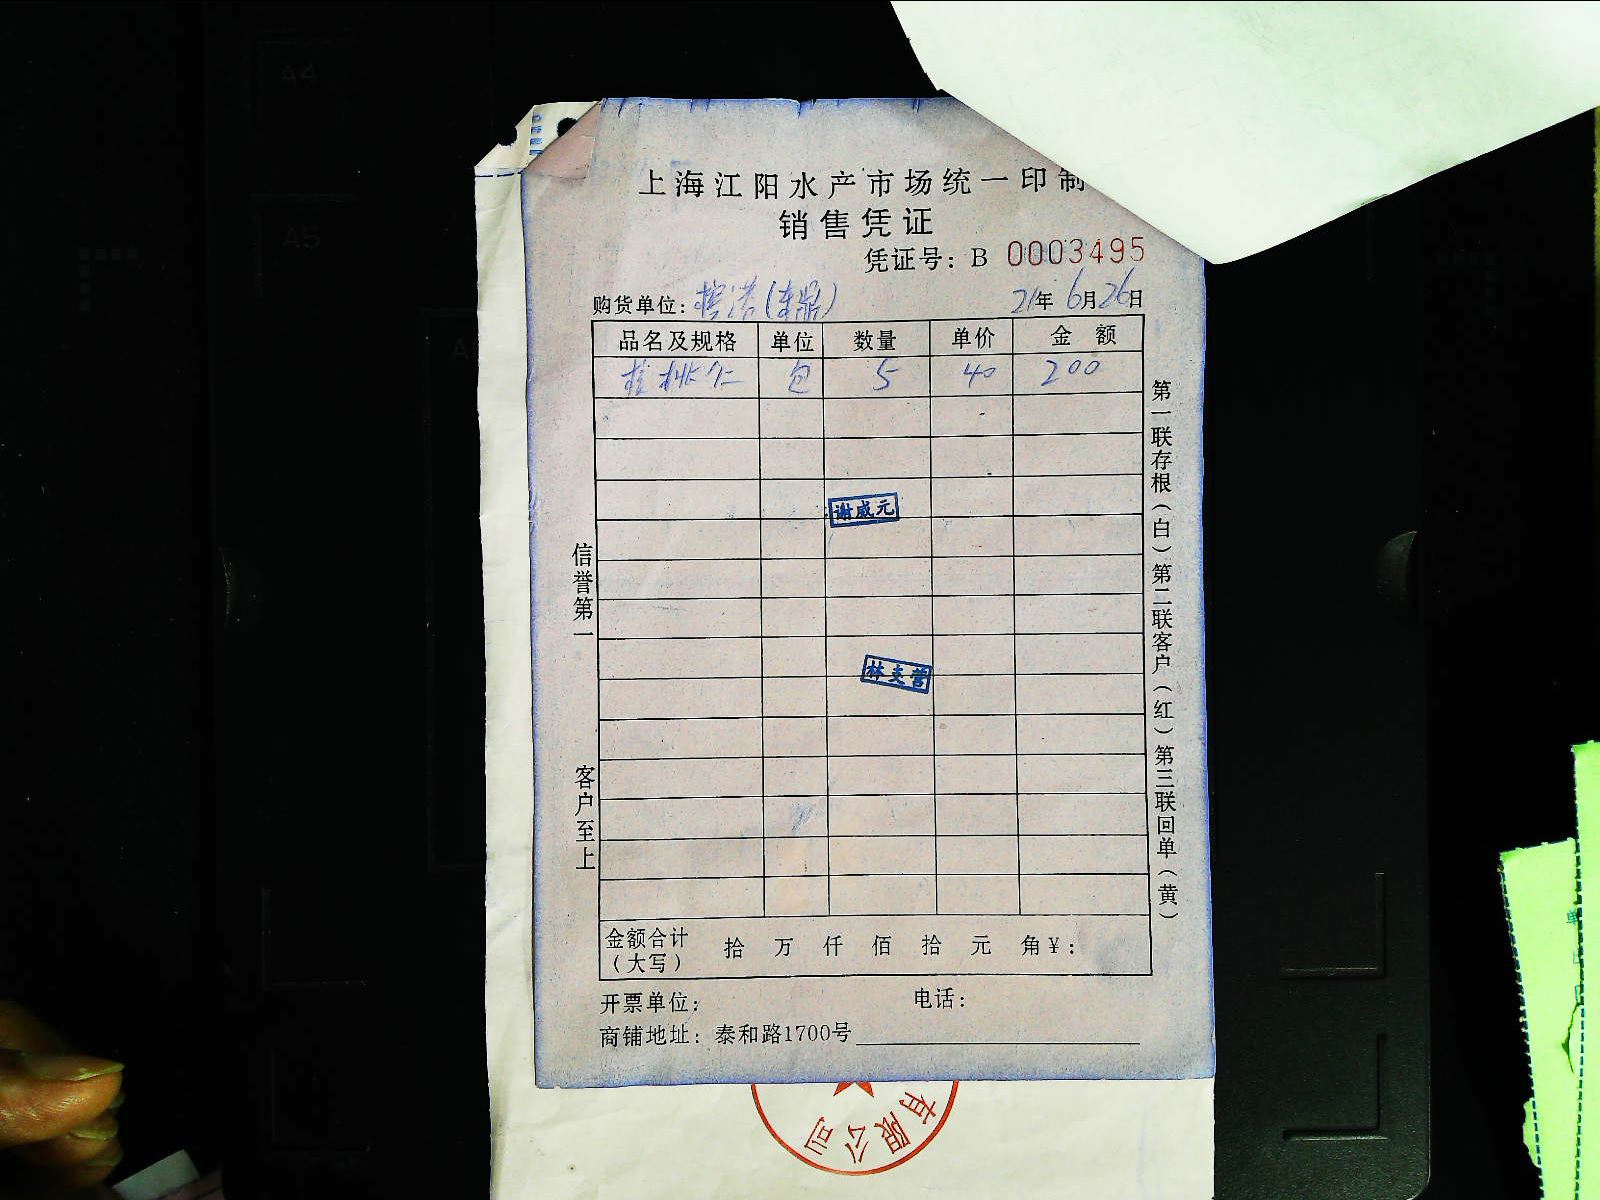 上海江阳水产市场统一印制
销售凭证
凭证号：B 0003495
购货单位： 21年 6月26日
品名及规格 单位 数量 单价 金额
核桃仁 包 5 40 200
谢成元
信誉第一
客户至上
第一联存根（白）第二联客户（红）第三联回单（黄）
金额合计（大写） 拾 万 仟 佰 拾 元 角￥：
开票单位： 电话：
商铺地址：泰和路1700号
有限公司
A4
A5